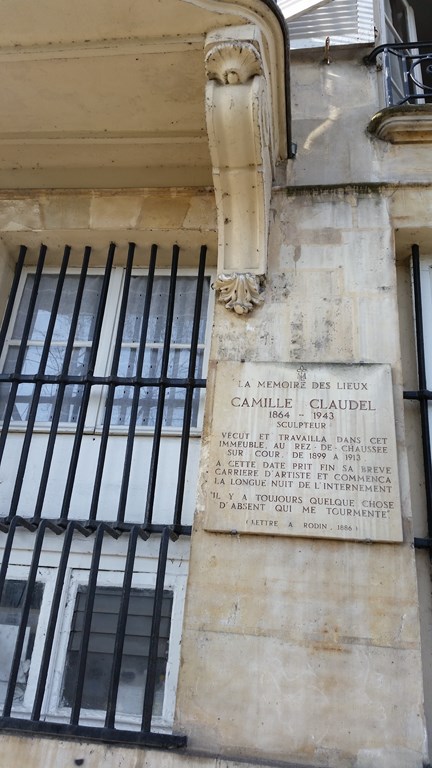 LA MEMOIRE DES LIEUX
CAMILLE CLAUDEL
1864 - 1943
SCULPTEUR
VECUT ET TRAVAILLA DANS CET
IMMEUBLE, AU REZ-DE-CHAUSSEE
SUR COUR, DE 1899 A 1913
A CETTE DATE PRIT FIN SA BREVE
CARRIERE D'ARTISTE ET COMMENÇA
LA LONGUE NUIT DE L'INTERNEMENT
"IL Y A TOUJOURS QUELQUE CHOSE
D'ABSENT QUI ME TOURMENTE"
(LETTRE A RODIN, 1886)